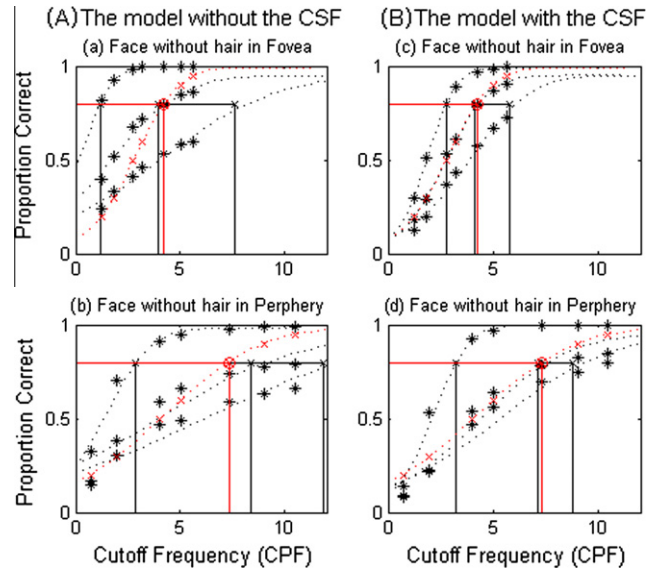 (A) The model without the CSF (B) The model with the CSF
(a) Face without hair in Fovea (c) Face without hair in Fovea
Proportion Correct
1 1
0.5 0.5
0 0
0 5 10 0 5 10
(b) Face without hair in Perphery (d) Face without hair in Perphery
Proportion Correct
1 1
0.5 0.5
0 0
0 5 10 0 5 10
Cutoff Frequency (CPF) Cutoff Frequency (CPF)